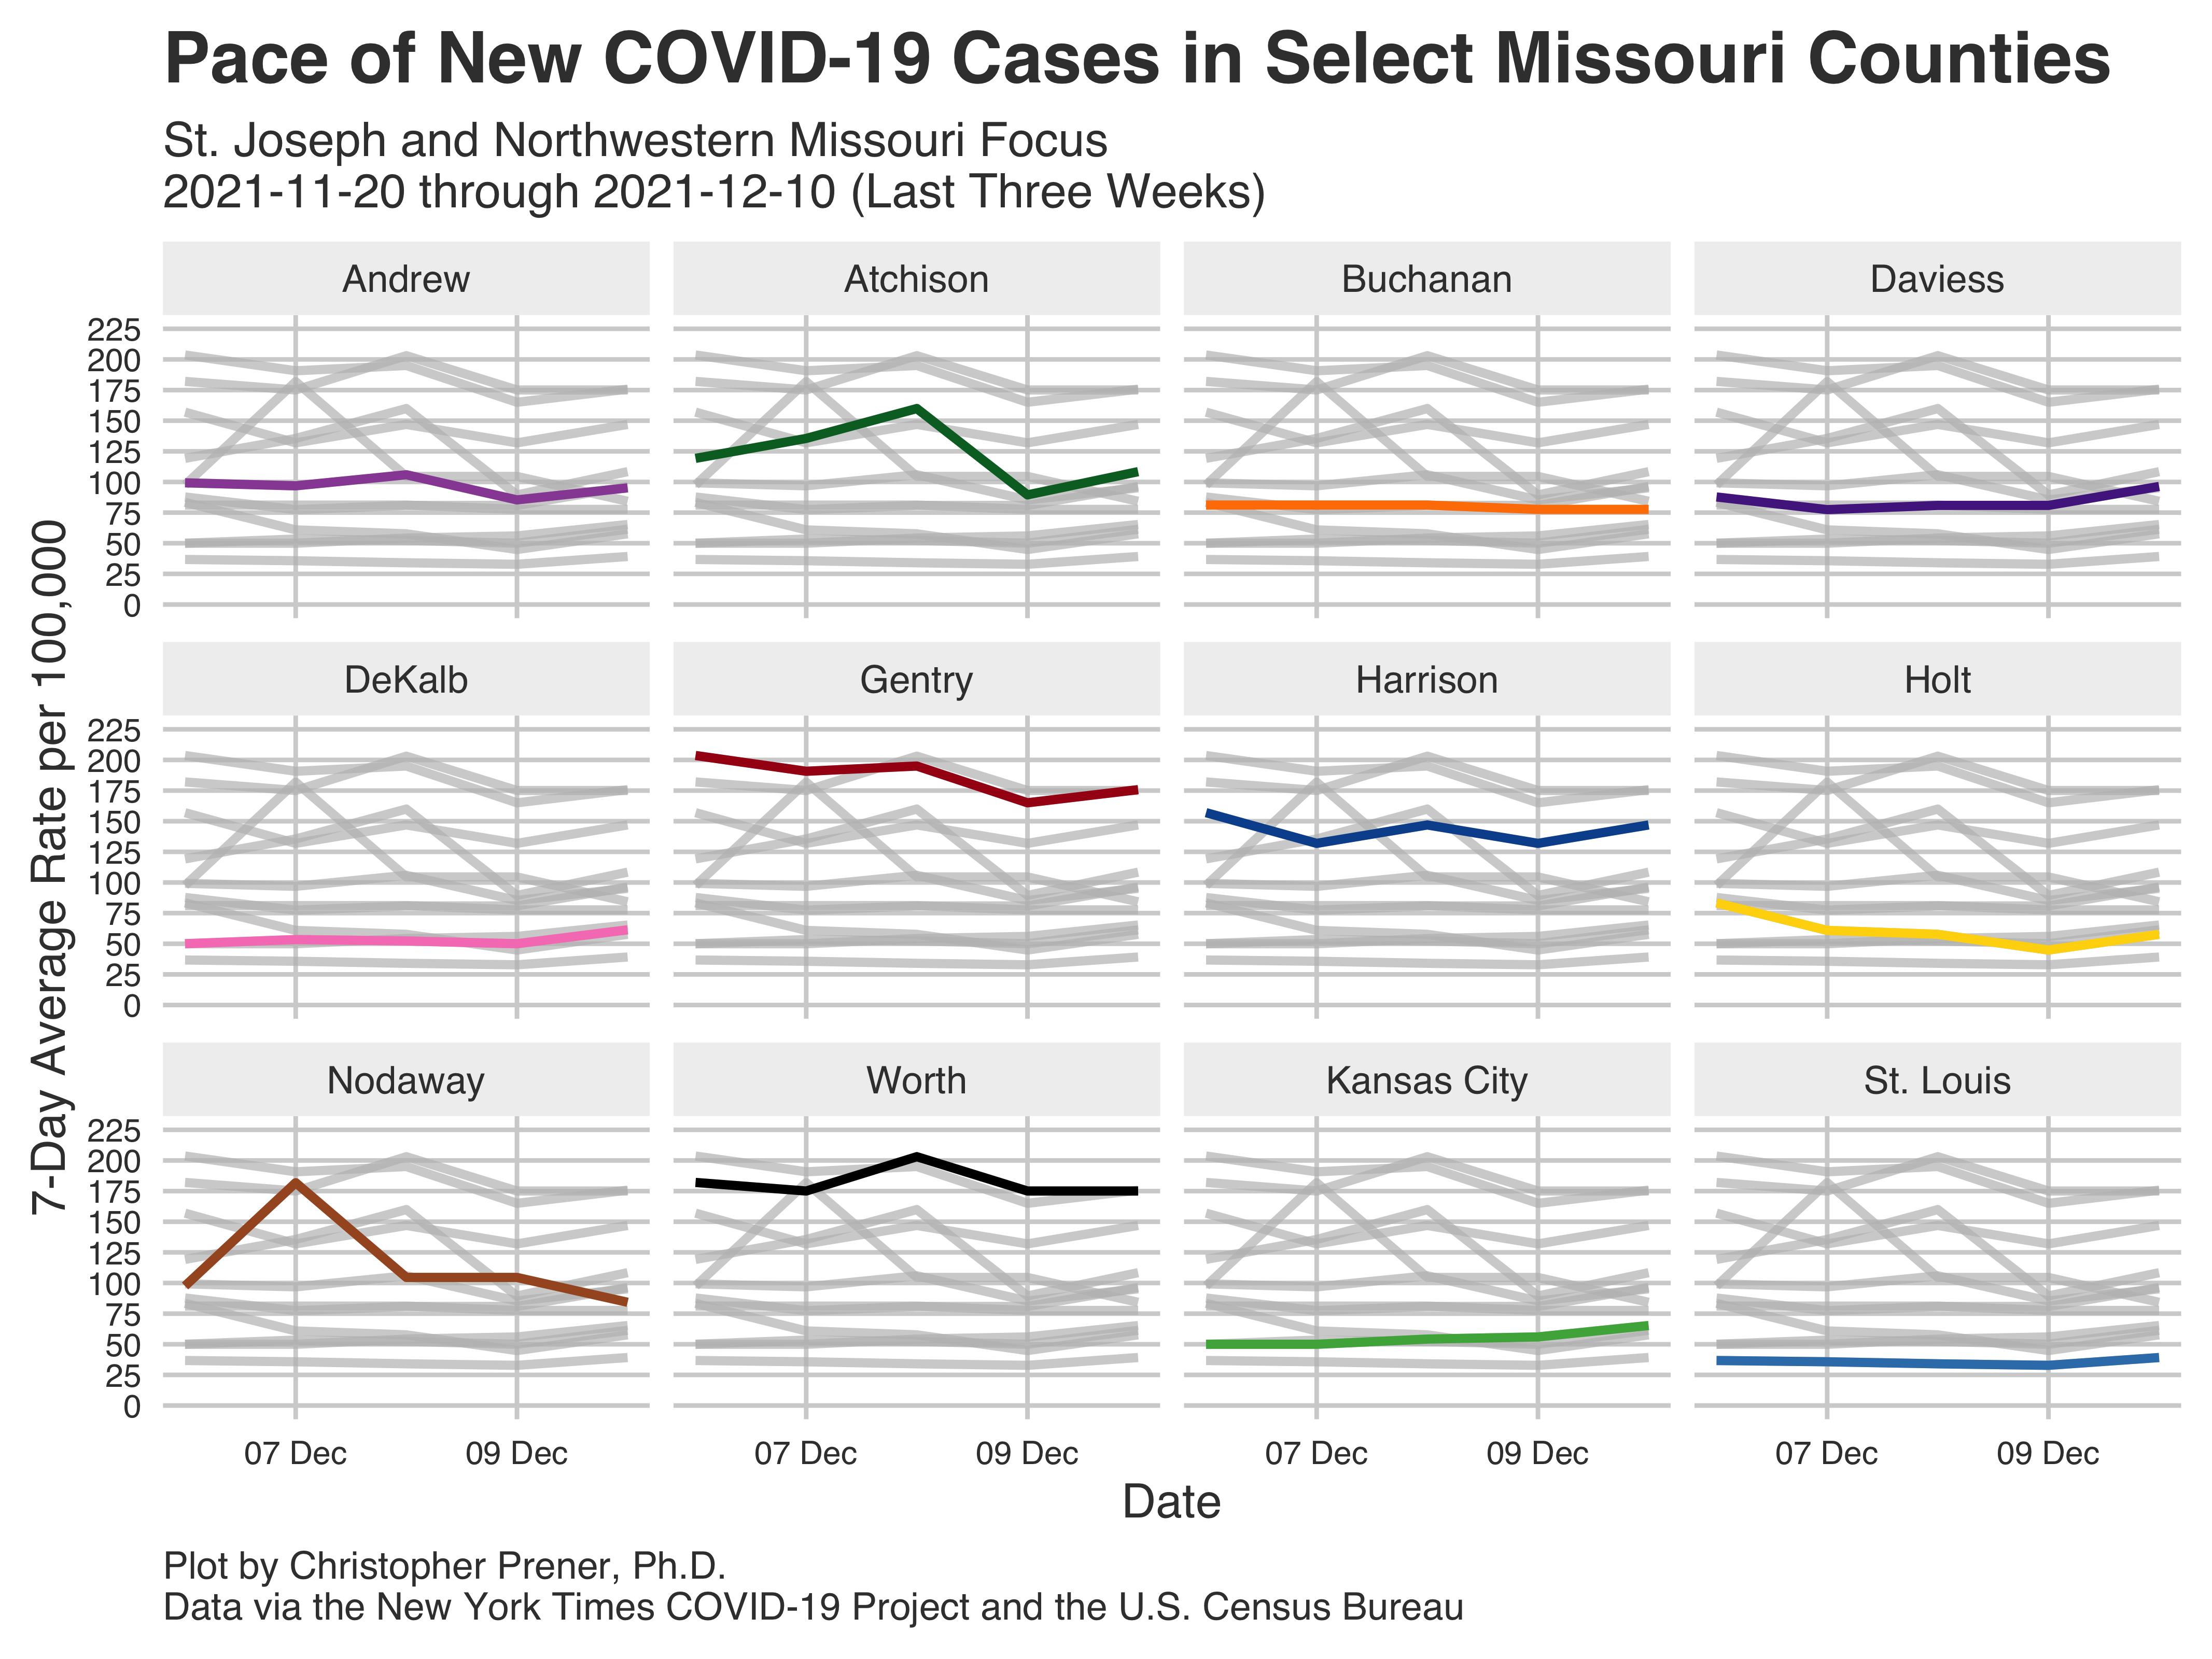 Pace of New COVID-19 Cases in Select Missouri Counties
St. Joseph and Northwestern Missouri Focus
2021-11-20 through 2021-12-10 (Last Three Weeks)
7-Day Average Rate per 100,000
Andrew
Atchison
Buchanan
Daviess
225
200
175
150
125
100
75
50
25
0
DeKalb
Gentry
Harrison
Holt
225
200
175
150
125
100
75
50
25
0
Nodaway
Worth
Kansas City
St. Louis
225
200
175
150
125
100
75
50
25
0
07 Dec
09 Dec
07 Dec
09 Dec
07 Dec
09 Dec
07 Dec
09 Dec
Date
Plot by Christopher Prener, Ph.D.
Data via the New York Times COVID-19 Project and the U.S. Census Bureau